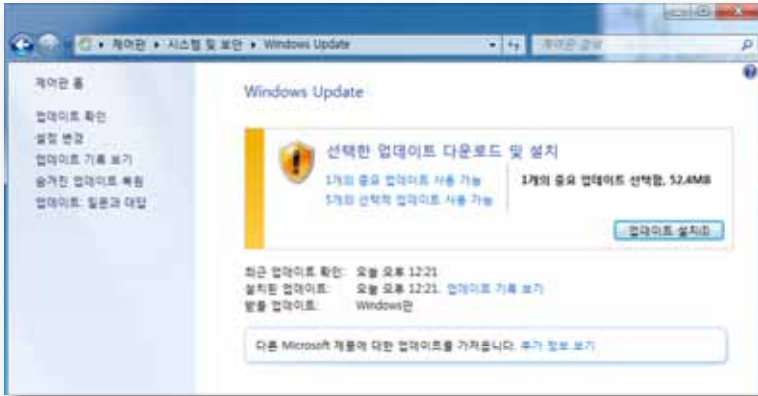 제어판 ▸ 시스템 및 보안 ▸ Windows Update
제어판 검색
제어판 홈
업데이트 확인
설정 변경
업데이트 기록 보기
숨겨진 업데이트 복원
업데이트: 질문과 대답
Windows Update
선택한 업데이트 다운로드 및 설치
1개의 중요 업데이트 사용 가능
5개의 선택적 업데이트 사용 가능
1개의 중요 업데이트 선택함, 52.4MB
업데이트 설치(I)
최근 업데이트 확인: 오늘 오후 12:21
설치된 업데이트: 오늘 오후 12:21. 업데이트 기록 보기
받을 업데이트: Windows만
다른 Microsoft 제품에 대한 업데이트를 가져옵니다. 추가 정보 보기